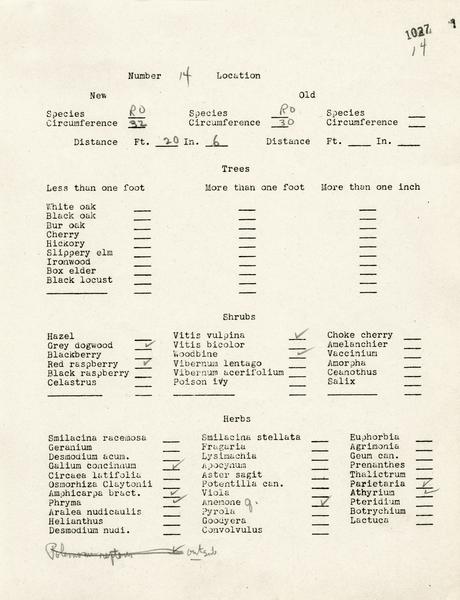 1027
14
Number 14 Location
New Old
Species RO Species RO Species
Circumference 32 Circumference 30 Circumference
Distance Ft. 20 In. 6 Distance Ft. In.
Trees
Less than one foot More than one foot More than one inch
White oak
Black oak
Bur oak
Cherry
Hickory
Slippery elm
Ironwood
Box elder
Black locust
Shrubs
Hazel Vitis vulpina ✓ Choke cherry
Grey dogwood ✓ Vitis bicolor Amelanchier
Blackberry Woodbine ✓ Vaccinium
Red raspberry ✓ Vibernum lentago Amorpha
Black raspberry Vibernum acerifolium Ceanothus
Celastrus Poison ivy Salix
Herbs
Smilacina racemosa Smilacina stellata Euphorbia
Geranium Fragaria Agrimonia
Desmodium acum. Lysimachia Geum can.
Galium concinnum ✓ Apocynum Prenanthes
Circaea latifolia Aster sagit Thalictrum
Osmorhiza Claytonii Potentilla can. Parietaria ✓
Amphicarpa bract. ✓ Viola Athyrium ✓
Phryma ✓ Anenone q. ✓ Pteridium
Aralea nudicaulis Pyrola Botrychium
Helianthus Goodyera Lactuca
Desmodium nudi. Convolvulus
✓ outside